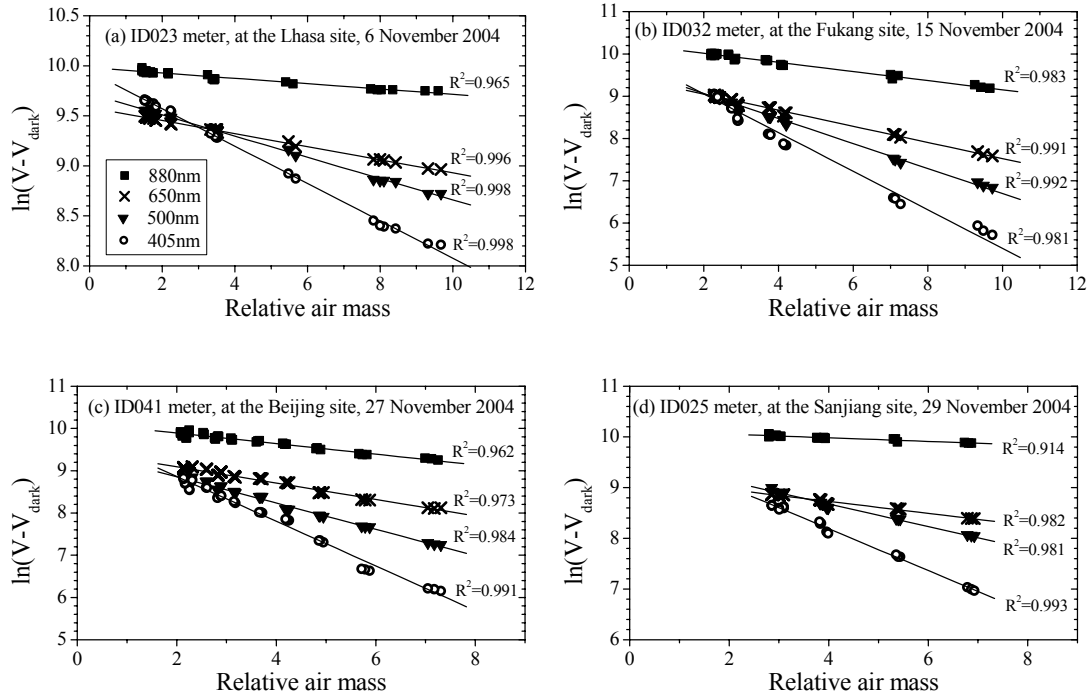 (a) ID023 meter, at the Lhasa site, 6 November 2004
10.5
10.0
9.5
9.0
8.5
8.0
ln(V-V_dark)
R²=0.965
R²=0.996
R²=0.998
R²=0.998
880nm
650nm
500nm
405nm
0 2 4 6 8 10 12
Relative air mass
(b) ID032 meter, at the Fukang site, 15 November 2004
11
10
9
8
7
6
5
ln(V-V_dark)
R²=0.983
R²=0.991
R²=0.992
R²=0.981
0 2 4 6 8 10 12
Relative air mass
(c) ID041 meter, at the Beijing site, 27 November 2004
11
10
9
8
7
6
5
ln(V-V_dark)
R²=0.962
R²=0.973
R²=0.984
R²=0.991
0 2 4 6 8
Relative air mass
(d) ID025 meter, at the Sanjiang site, 29 November 2004
11
10
9
8
7
6
ln(V-V_dark)
R²=0.914
R²=0.982
R²=0.981
R²=0.993
0 2 4 6 8
Relative air mass